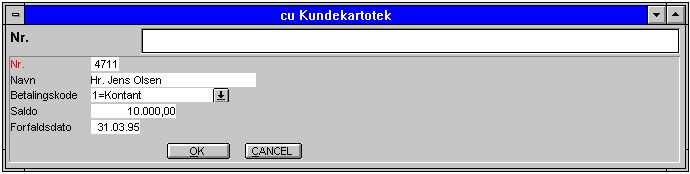 cu Kundekartotek
Nr.
Nr. 4711
Navn Hr. Jens Olsen
Betalingskode 1=Kontant
Saldo 10.000,00
Forfaldsdato 31.03.95
OK CANCEL